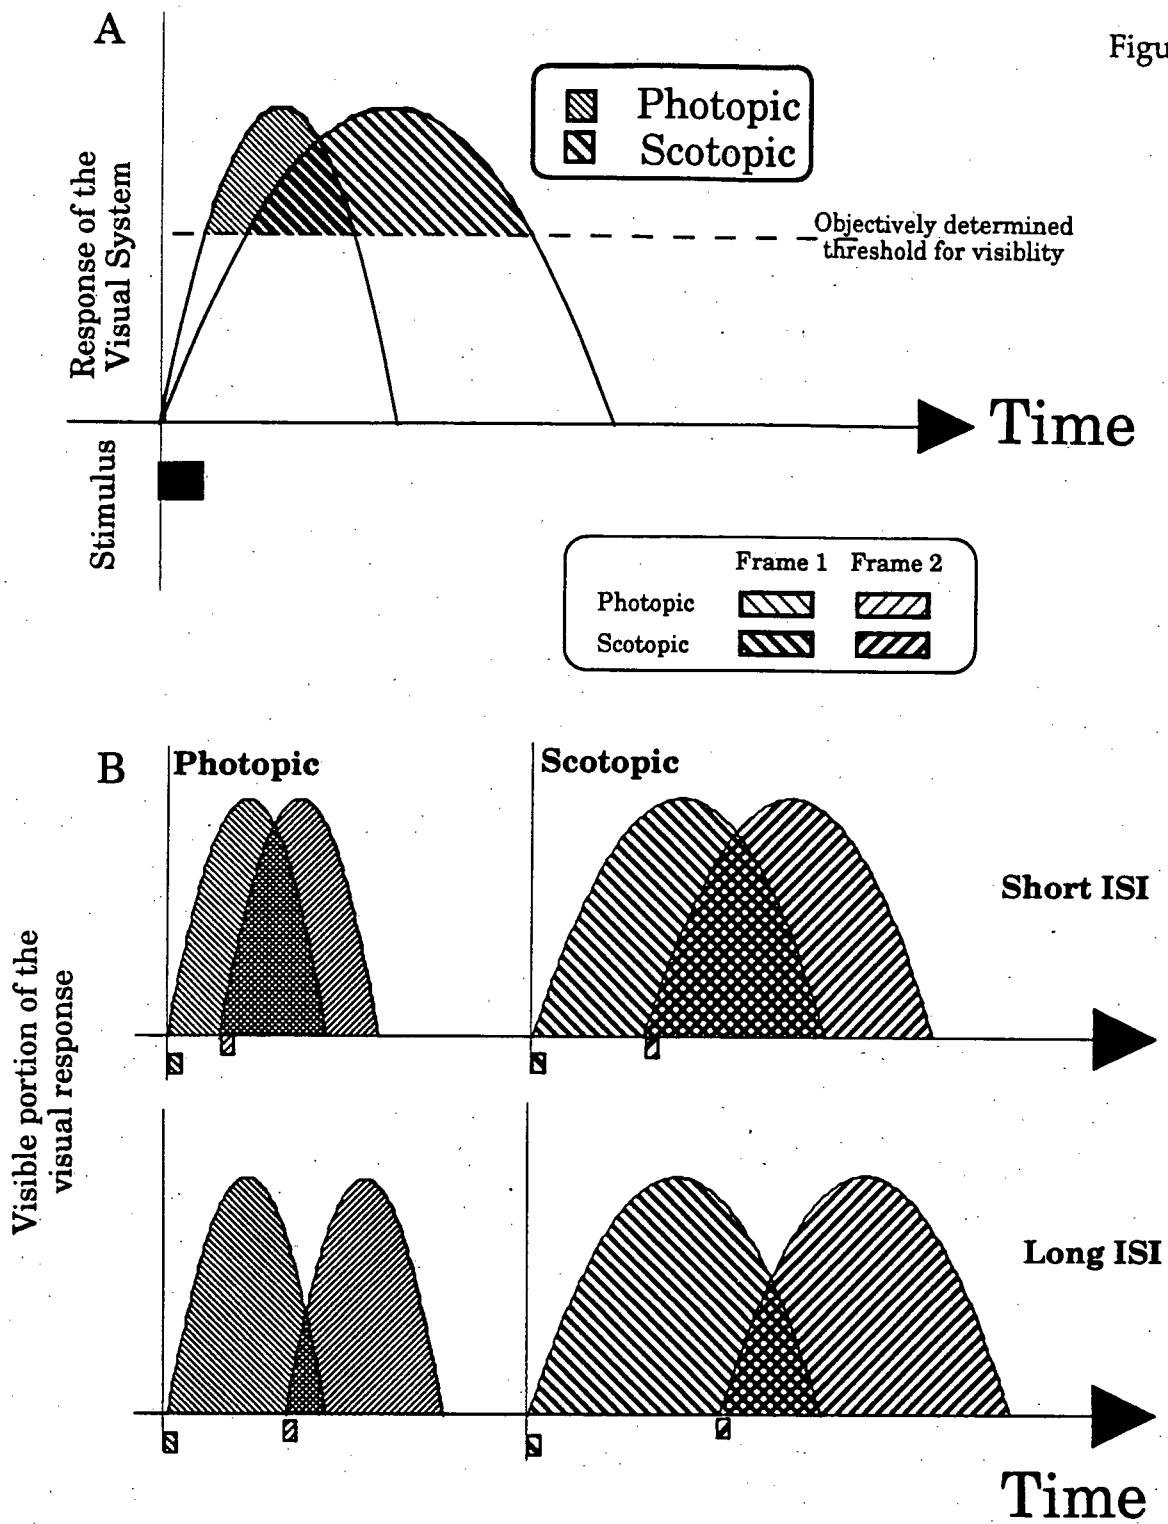 A
Figu
Photopic
Scotopic
Response of the
Visual System
Objectively determined
threshold for visiblity
Time
Stimulus
Frame 1 Frame 2
Photopic
Scotopic
B
Photopic
Scotopic
Short ISI
Visible portion of the
visual response
Long ISI
Time